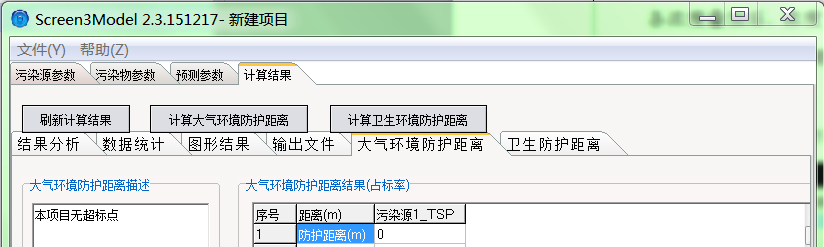 Screen3Model 2.3.151217- 新建项目
文件(Y) 帮助(Z)
污染源参数 污染物参数 预测参数 计算结果
刷新计算结果 计算大气环境防护距离 计算卫生环境防护距离
结果分析 数据统计 图形结果 输出文件 大气环境防护距离 卫生防护距离
大气环境防护距离描述 大气环境防护距离结果(占标率)
本项目无超标点 序号 距离(m) 污染源1_TSP
1 防护距离(m) 0